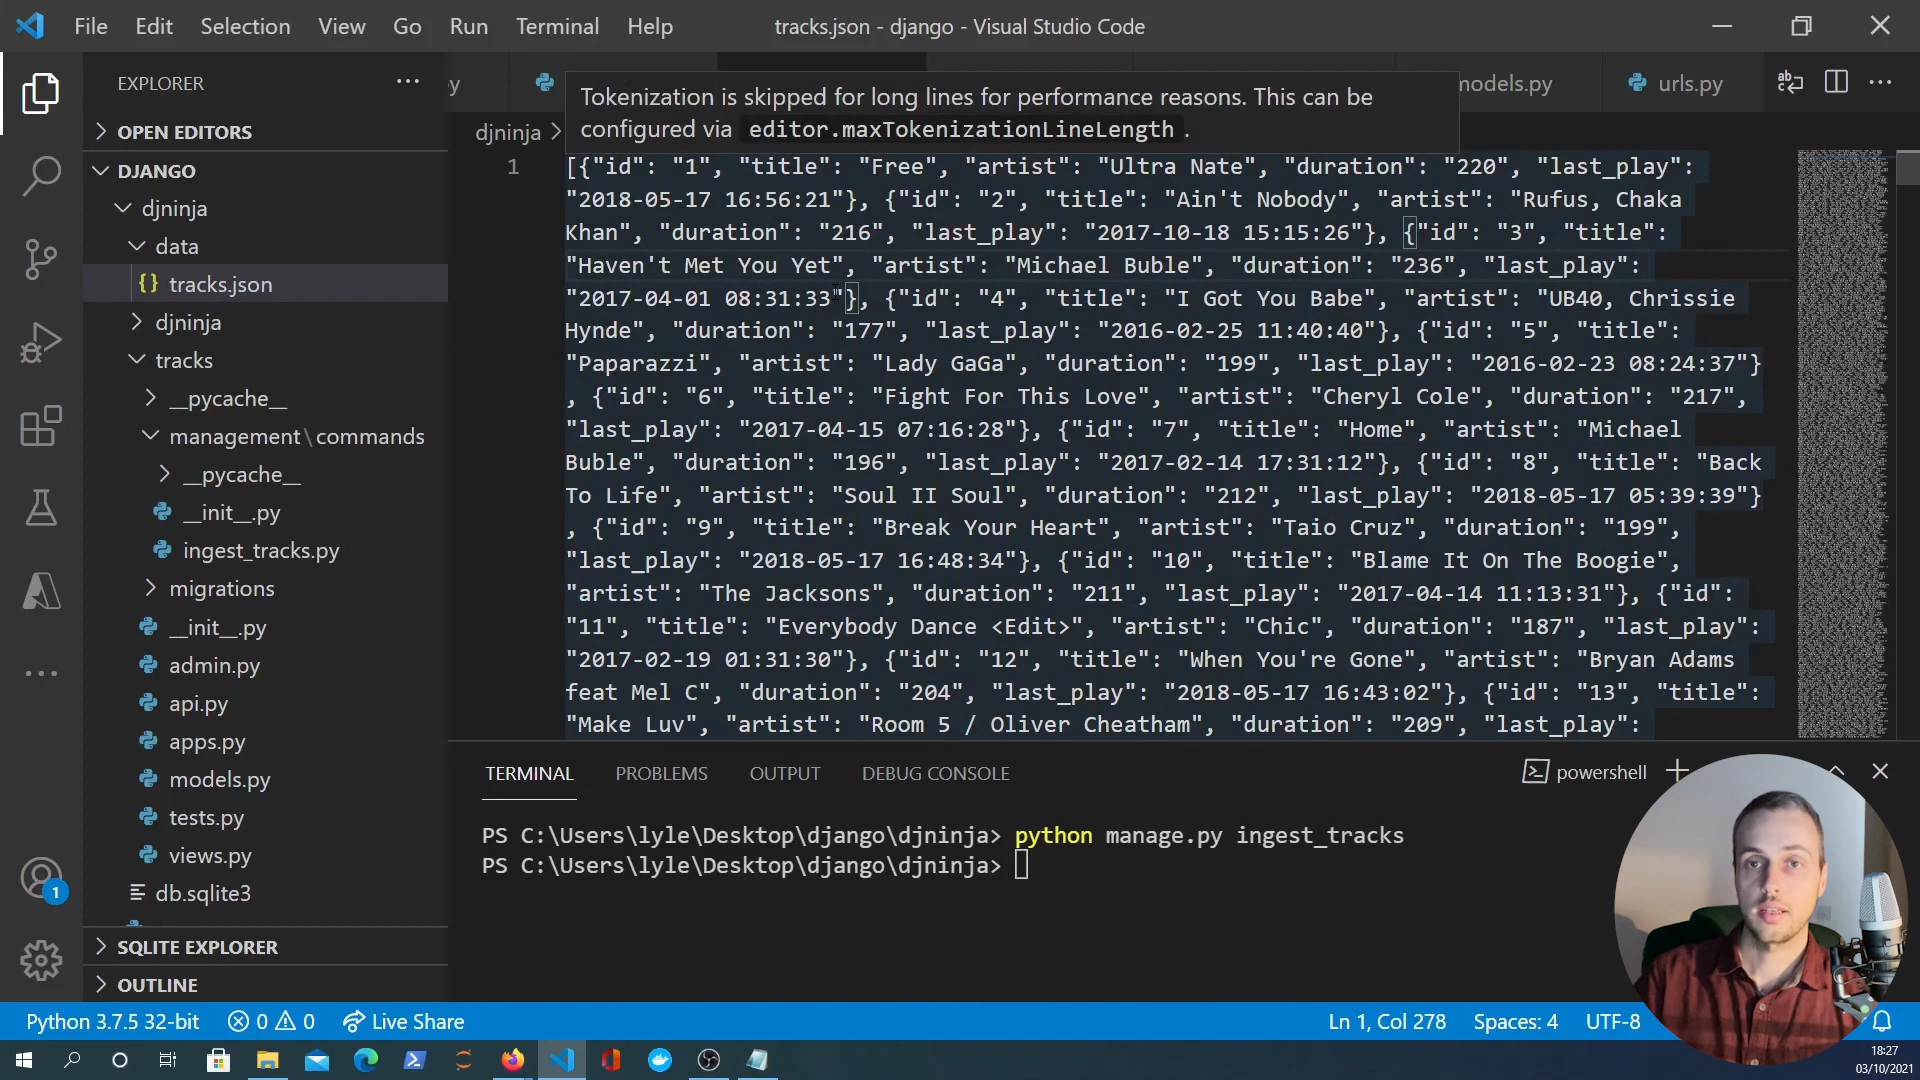 File Edit Selection View Go Run Terminal Help
tracks.json - django - Visual Studio Code
EXPLORER
OPEN EDITORS
DJANGO
djninja
data
{} tracks.json
djninja
tracks
__pycache__
management\commands
__pycache__
__init__.py
ingest_tracks.py
migrations
__init__.py
admin.py
api.py
apps.py
models.py
tests.py
views.py
db.sqlite3
SQLITE EXPLORER
OUTLINE
urls.py
Tokenization is skipped for long lines for performance reasons. This can be
configured via editor.maxTokenizationLineLength .
djninja >
1
[{"id": "1", "title": "Free", "artist": "Ultra Nate", "duration": "220", "last_play":
"2018-05-17 16:56:21"}, {"id": "2", "title": "Ain't Nobody", "artist": "Rufus, Chaka
Khan", "duration": "216", "last_play": "2017-10-18 15:15:26"}, {"id": "3", "title":
"Haven't Met You Yet", "artist": "Michael Buble", "duration": "236", "last_play":
"2017-04-01 08:31:33"}, {"id": "4", "title": "I Got You Babe", "artist": "UB40, Chrissie
Hynde", "duration": "177", "last_play": "2016-02-25 11:40:40"}, {"id": "5", "title":
"Paparazzi", "artist": "Lady GaGa", "duration": "199", "last_play": "2016-02-23 08:24:37"}
, {"id": "6", "title": "Fight For This Love", "artist": "Cheryl Cole", "duration": "217",
"last_play": "2017-04-15 07:16:28"}, {"id": "7", "title": "Home", "artist": "Michael
Buble", "duration": "196", "last_play": "2017-02-14 17:31:12"}, {"id": "8", "title": "Back
To Life", "artist": "Soul II Soul", "duration": "212", "last_play": "2018-05-17 05:39:39"}
, {"id": "9", "title": "Break Your Heart", "artist": "Taio Cruz", "duration": "199",
"last_play": "2018-05-17 16:48:34"}, {"id": "10", "title": "Blame It On The Boogie",
"artist": "The Jacksons", "duration": "211", "last_play": "2017-04-14 11:13:31"}, {"id":
"11", "title": "Everybody Dance <Edit>", "artist": "Chic", "duration": "187", "last_play":
"2017-02-19 01:31:30"}, {"id": "12", "title": "When You're Gone", "artist": "Bryan Adams
feat Mel C", "duration": "204", "last_play": "2018-05-17 16:43:02"}, {"id": "13", "title":
"Make Luv", "artist": "Room 5 / Oliver Cheatham", "duration": "209", "last_play":
TERMINAL PROBLEMS OUTPUT DEBUG CONSOLE
powershell
PS C:\Users\lyle\Desktop\django\djninja> python manage.py ingest_tracks
PS C:\Users\lyle\Desktop\django\djninja>
1
Python 3.7.5 32-bit 0 0 Live Share
Ln 1, Col 278 Spaces: 4 UTF-8
18:27
03/10/2021